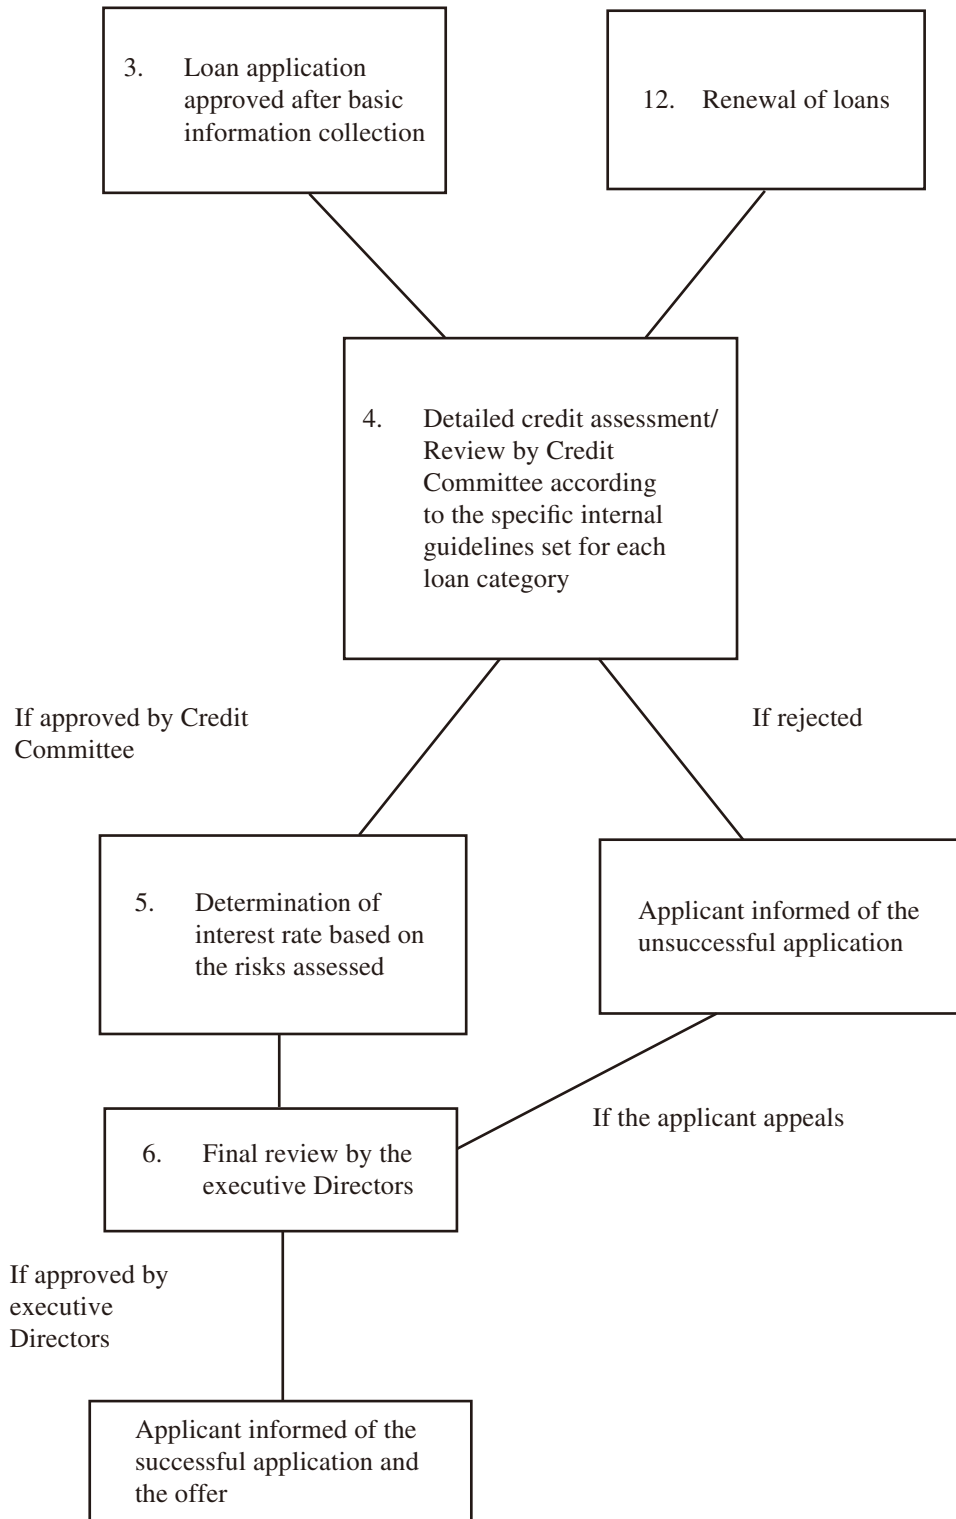 3. Loan application
approved after basic
information collection
12. Renewal of loans
4. Detailed credit assessment/
Review by Credit
Committee according
to the specific internal
guidelines set for each
loan category
If approved by Credit
Committee
If rejected
5. Determination of
interest rate based on
the risks assessed
Applicant informed of the
unsuccessful application
If the applicant appeals
6. Final review by the
executive Directors
If approved by
executive
Directors
Applicant informed of the
successful application and
the offer